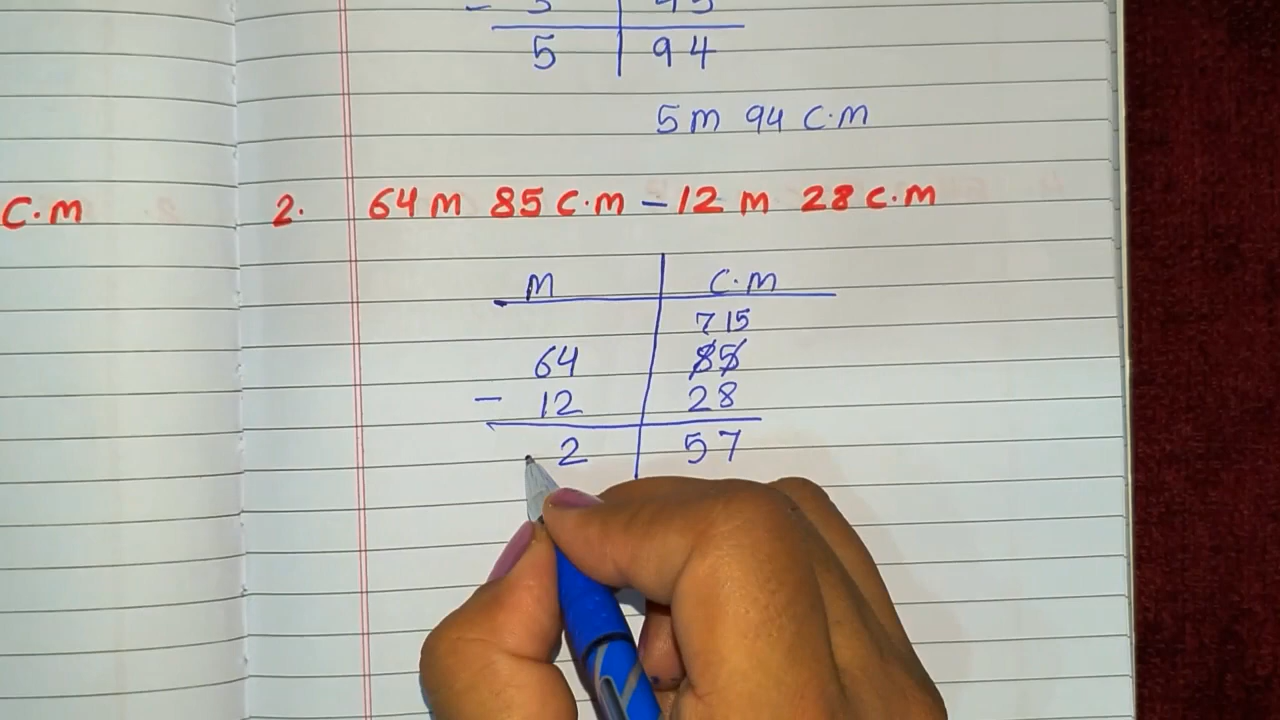 5 94
5 m 94 C.M
C.M
2. 64 M 85 C.M – 12 M 28 C.M
M C.M
7 15
64 85
– 12 28
2 57